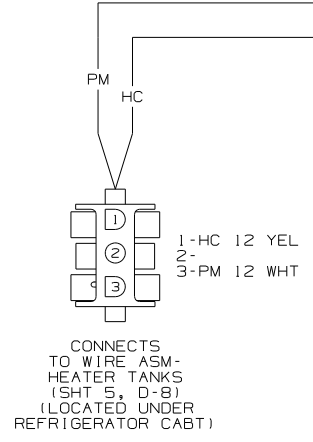 PM
HC
1
2
3
1-HC 12 YEL
2-
3-PM 12 WHT
CONNECTS
TO WIRE ASM-
HEATER TANKS
(SHT 5, D-8)
(LOCATED UNDER
REFRIGERATOR CABT)